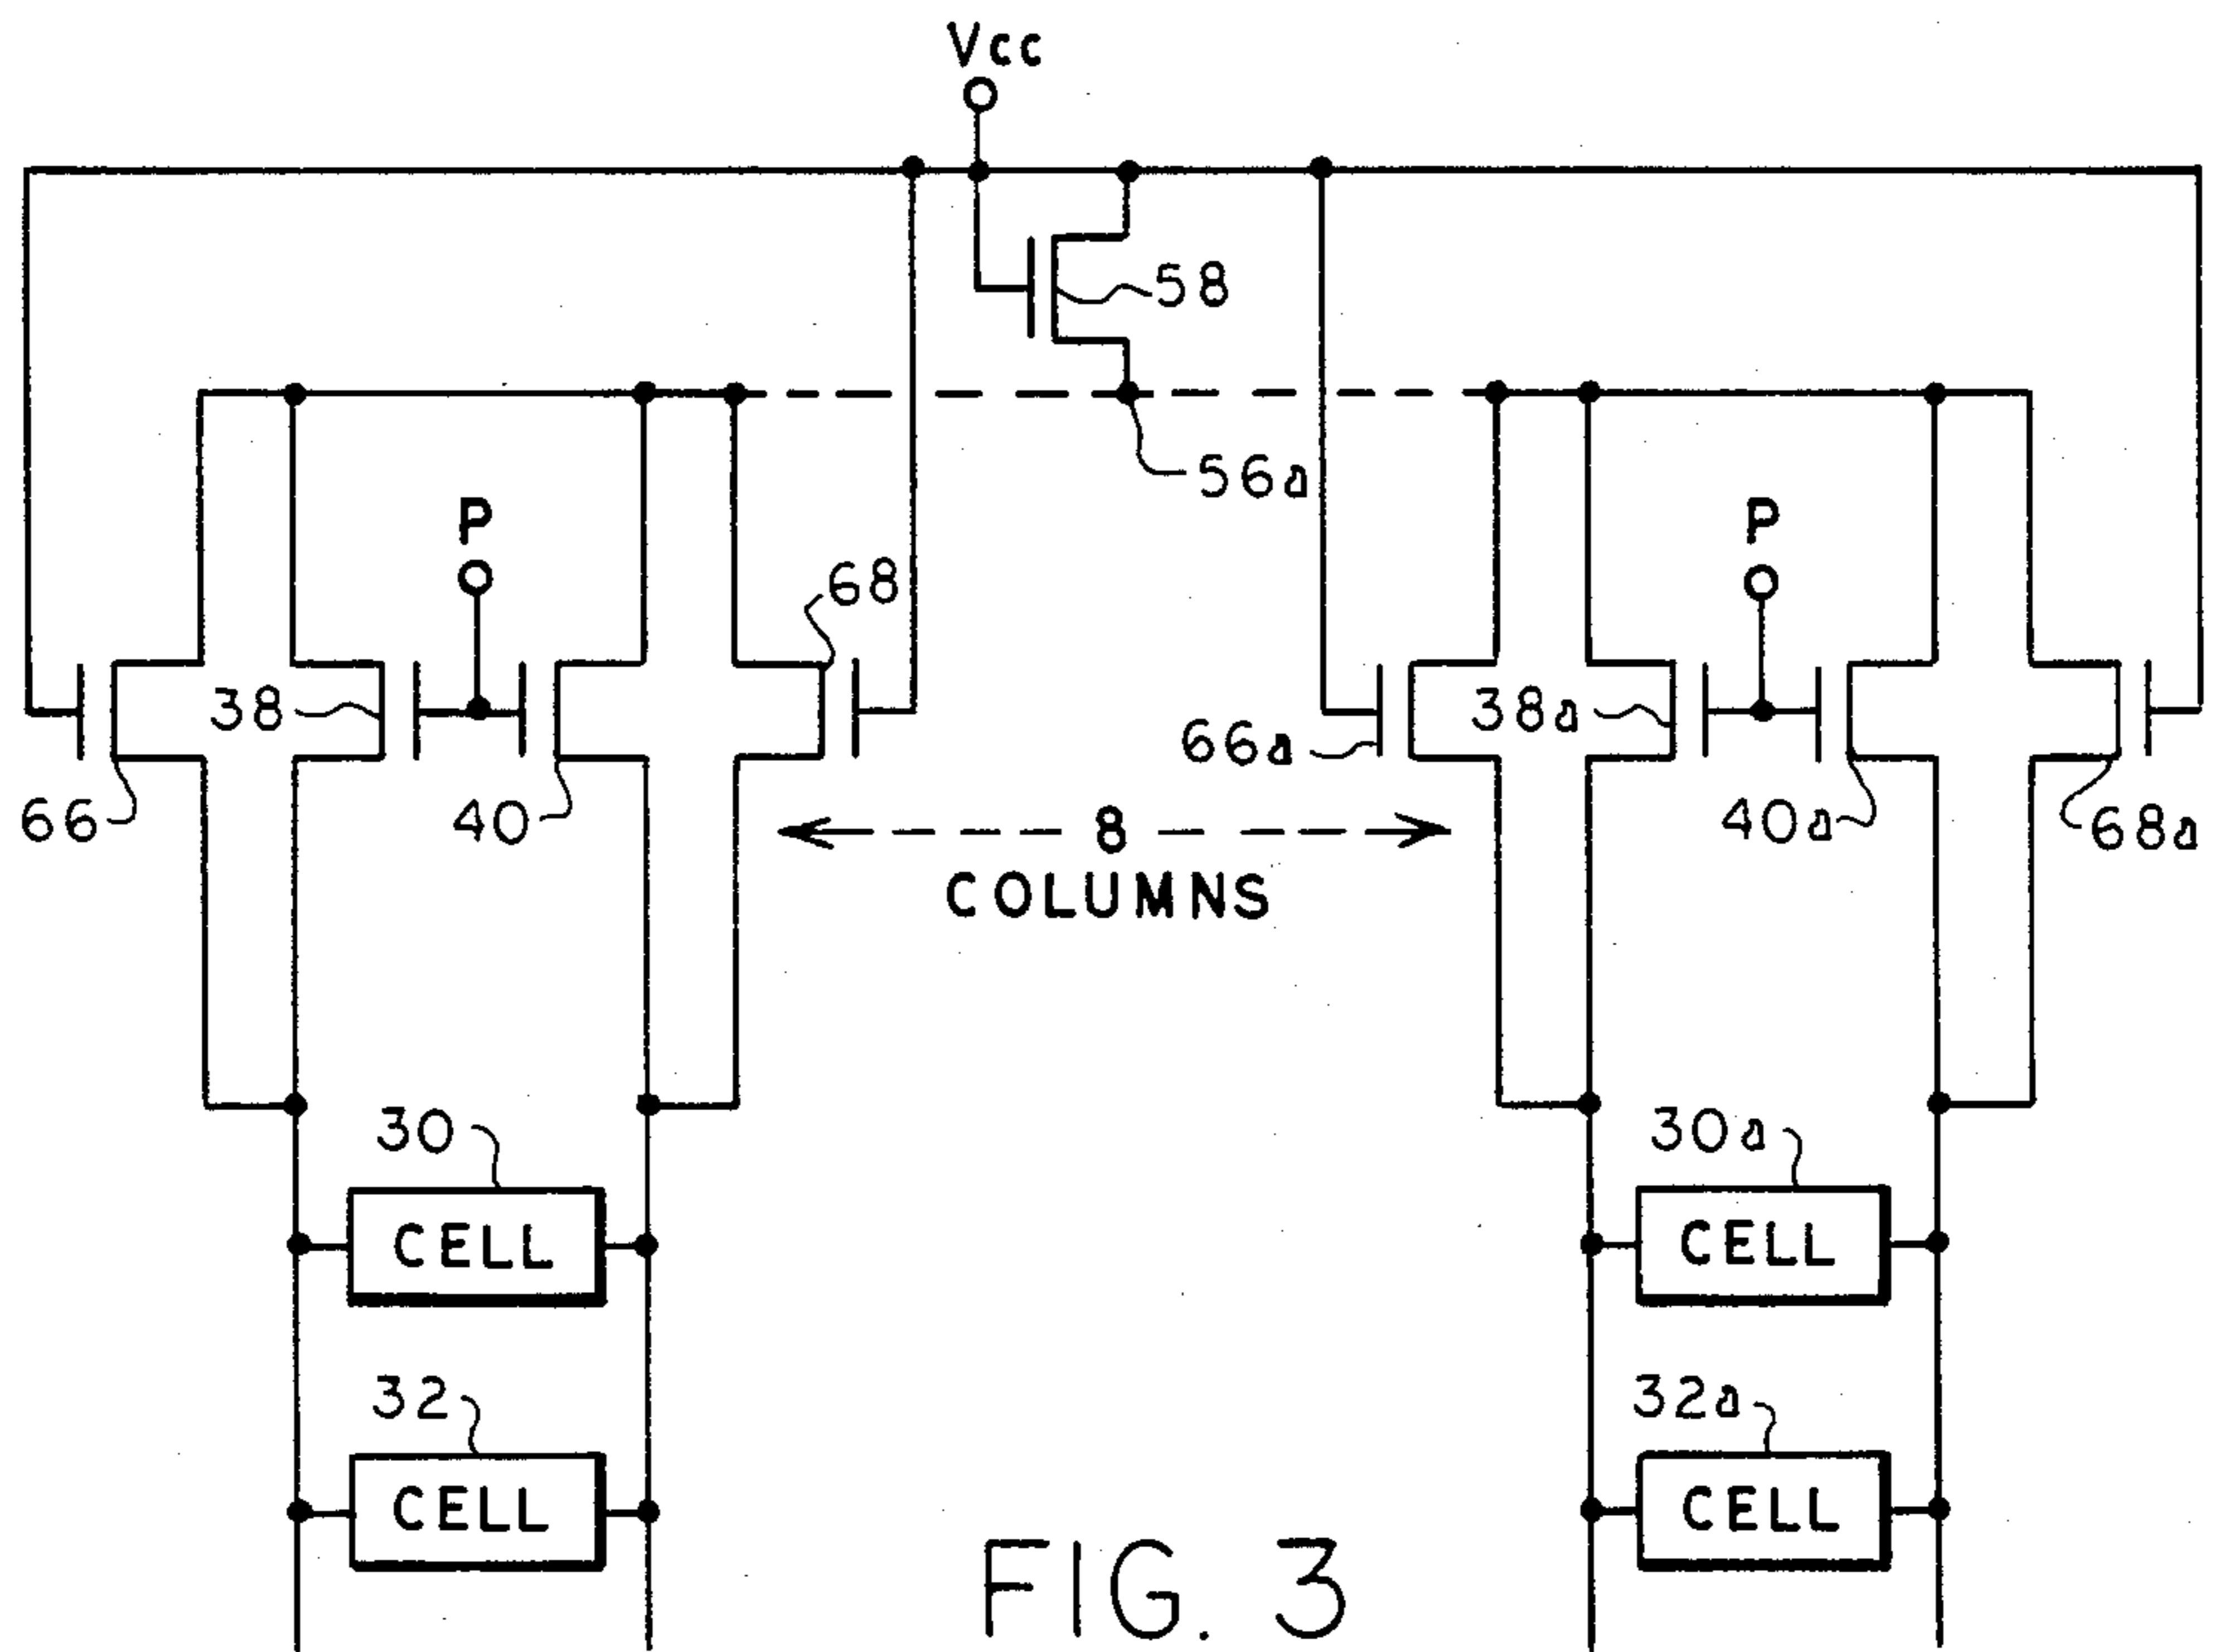 Vcc
58
56a
P
P
68
38
38a
66a
66
40
40a
68a
8
COLUMNS
30
30a
CELL
CELL
32
32a
CELL
CELL
FIG. 3